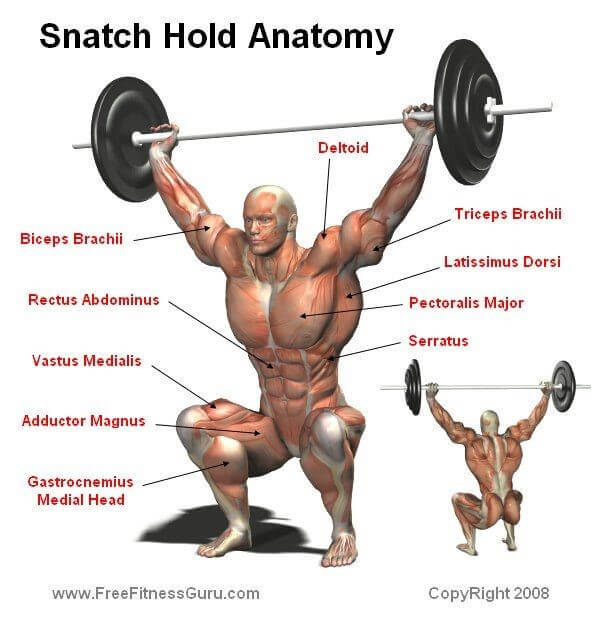 Snatch Hold Anatomy
Deltoid
Triceps Brachii
Biceps Brachii
Latissimus Dorsi
Rectus Abdominus
Pectoralis Major
Serratus
Vastus Medialis
Adductor Magnus
Gastrocnemius
Medial Head
www.FreeFitnessGuru.com
CopyRight 2008